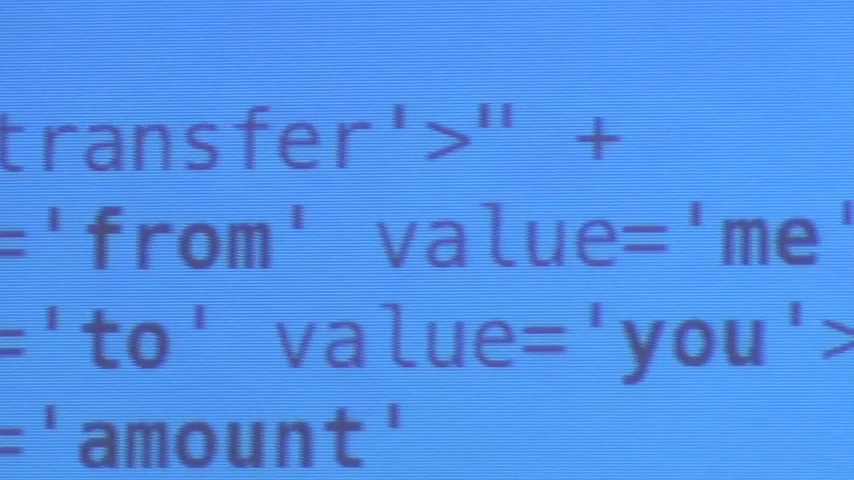 transfer'>" +
='from' value='me'
='to' value='you'>
='amount'